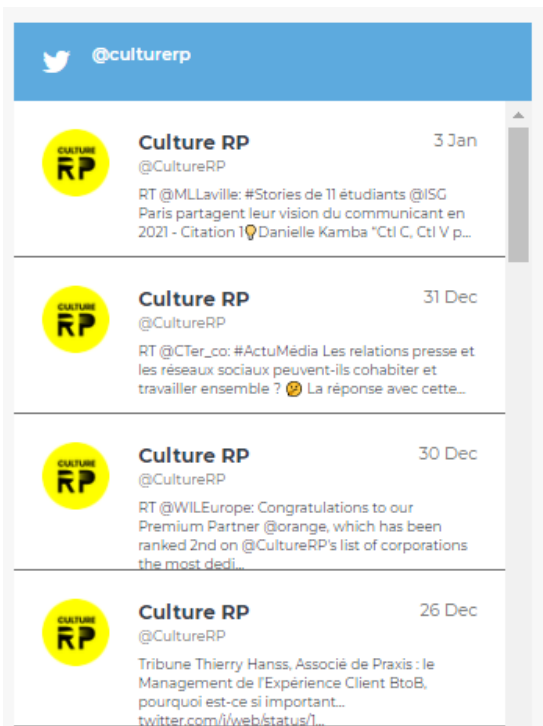 @culturerp
CULTURE
RP
Culture RP
3 Jan
@CultureRP
RT @MLLaville: #Stories de 11 étudiants @ISG
Paris partagent leur vision du communicant en
2021 - Citation 1💡Danielle Kamba "Ctl C, Ctl V p...
CULTURE
RP
Culture RP
31 Dec
@CultureRP
RT @CTer_co: #ActuMédia Les relations presse et
les réseaux sociaux peuvent-ils cohabiter et
travailler ensemble ? 🤔 La réponse avec cette...
CULTURE
RP
Culture RP
30 Dec
@CultureRP
RT @WILEurope: Congratulations to our
Premium Partner @orange, which has been
ranked 2nd on @CultureRP's list of corporations
the most dedi...
CULTURE
RP
Culture RP
26 Dec
@CultureRP
Tribune Thierry Hanss, Associé de Praxis : le
Management de l'Expérience Client BtoB,
pourquoi est-ce si important...
twitter.com/i/web/status/1...